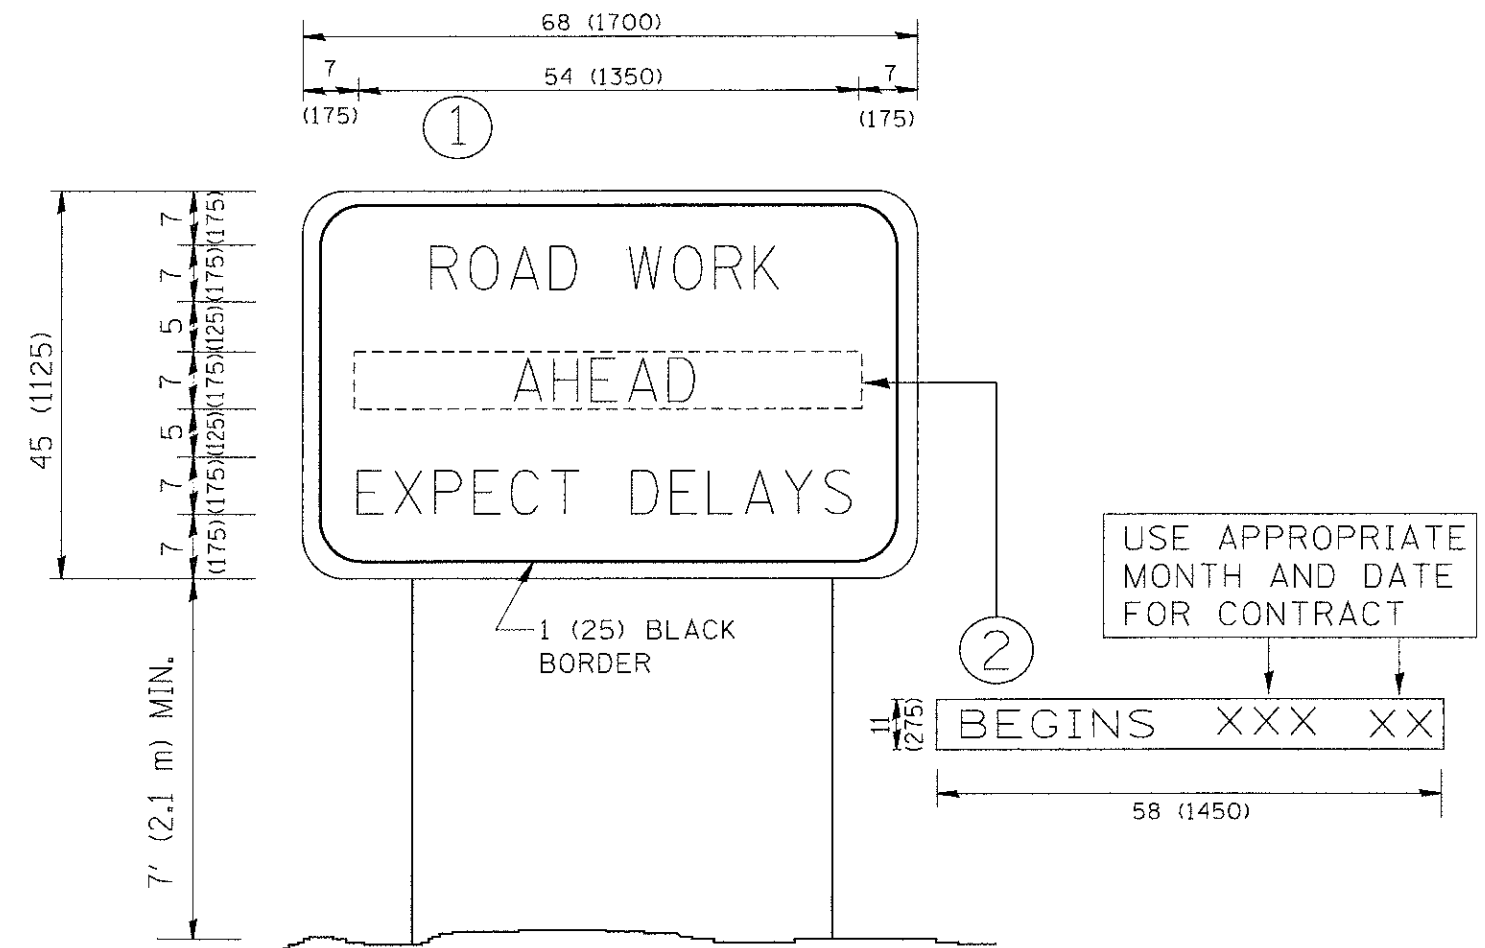 68 (1700)
7
54 (1350)
7
(175)
(175)
1
45 (1125)
7
(175)
7
(175)
5
(125)
7
(175)
5
(125)
7
(175)
7
(175)
ROAD WORK
AHEAD
EXPECT DELAYS
1 (25) BLACK
BORDER
7' (2.1 m) MIN.
2
USE APPROPRIATE
MONTH AND DATE
FOR CONTRACT
11
(275)
BEGINS XXX XX
58 (1450)